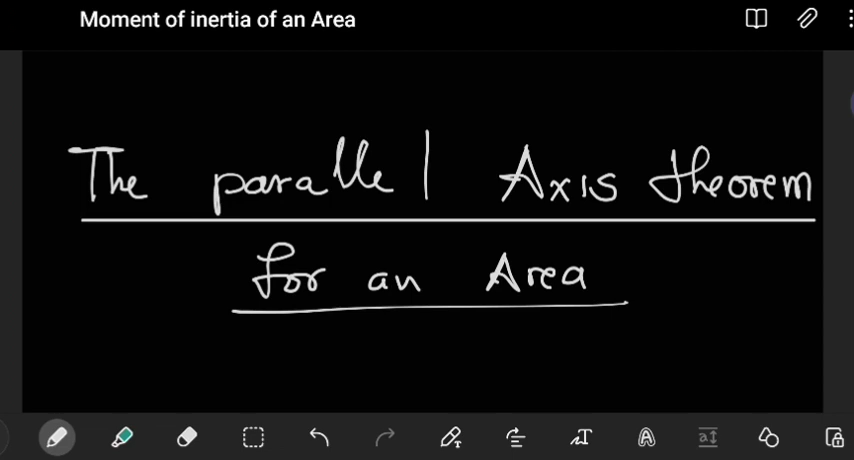 Moment of inertia of an Area
The parallel Axis theorem
for an Area